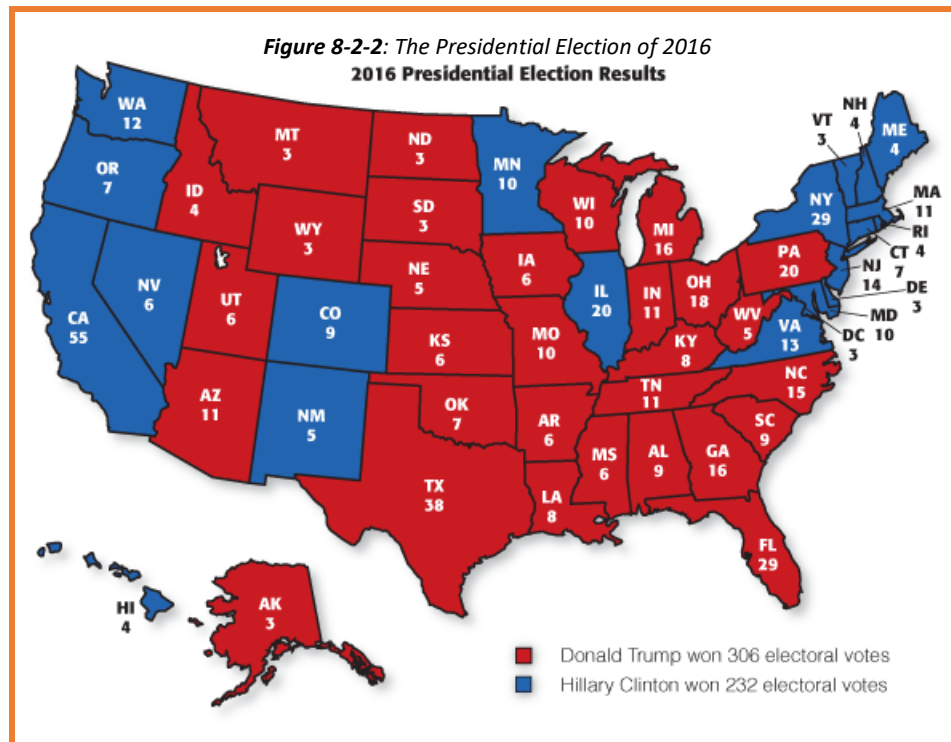 Figure 8-2-2: The Presidential Election of 2016
2016 Presidential Election Results
WA
12
OR
7
CA
55
NV
6
ID
4
MT
3
WY
3
UT
6
AZ
11
CO
9
NM
5
ND
3
SD
3
NE
5
KS
6
OK
7
TX
38
MN
10
IA
6
MO
10
AR
6
LA
8
WI
10
IL
20
MI
16
IN
11
OH
18
KY
8
TN
11
MS
6
AL
9
GA
16
FL
29
SC
9
NC
15
VA
13
WV
5
PA
20
NY
29
VT
3
NH
4
ME
4
MA
11
RI
4
CT
7
NJ
14
DE
3
MD
10
DC
3
HI
4
AK
3
Donald Trump won 306 electoral votes
Hillary Clinton won 232 electoral votes